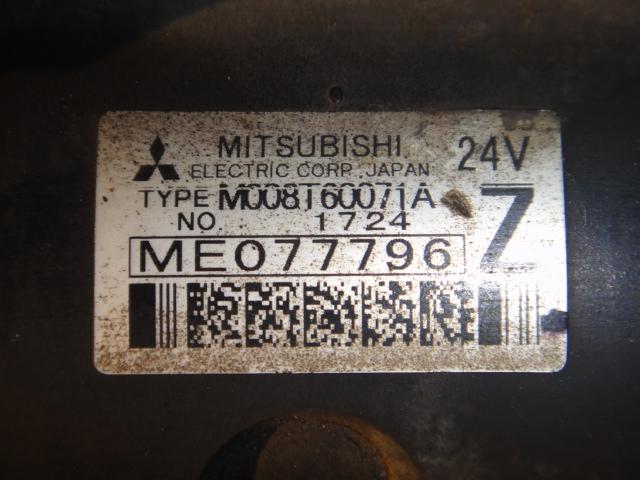 MITSUBISHI 24V
ELECTRIC CORP. JAPAN
TYPE M008T60071A
NO. 1724 Z
ME077796